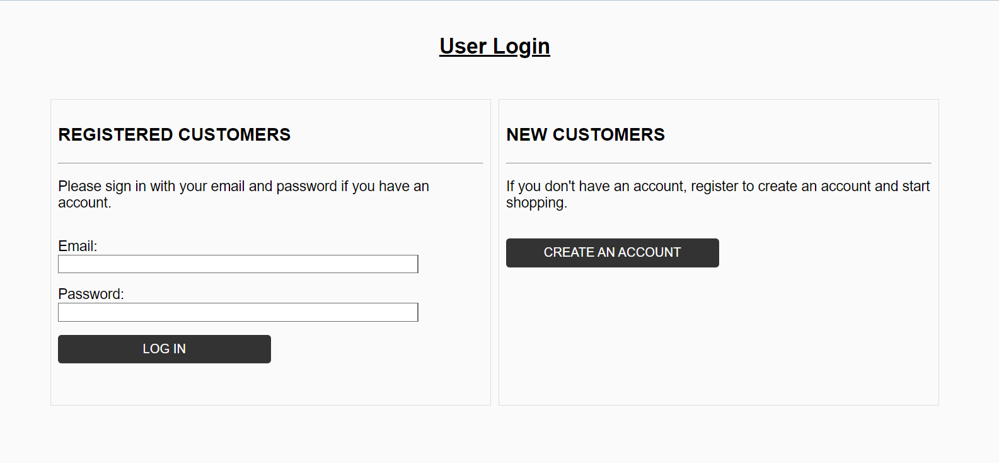 User Login
REGISTERED CUSTOMERS
Please sign in with your email and password if you have an
account.
Email:
Password:
LOG IN
NEW CUSTOMERS
If you don't have an account, register to create an account and start
shopping.
CREATE AN ACCOUNT